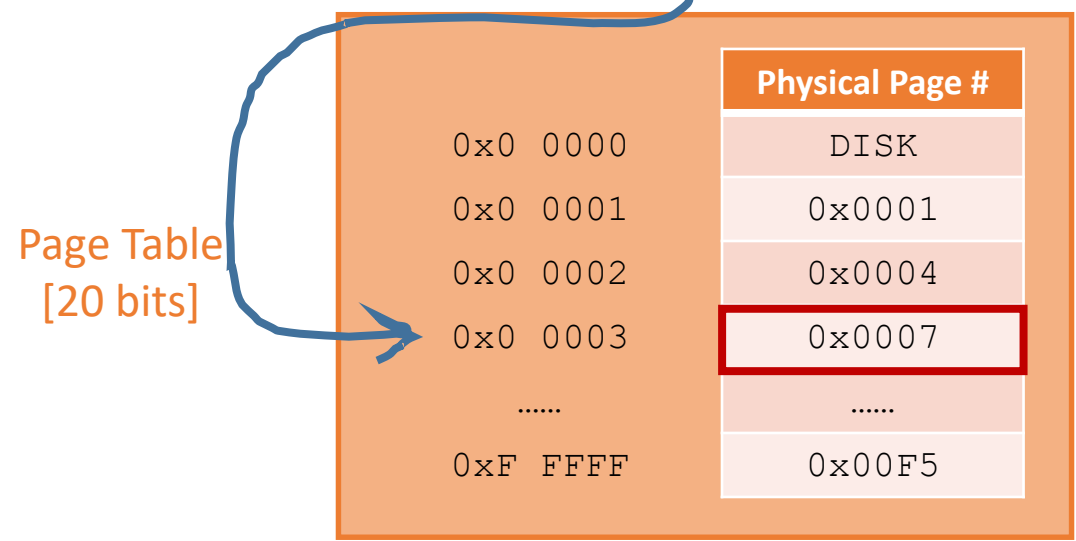 Physical Page #
0x0 0000 DISK
0x0 0001 0x0001
0x0 0002 0x0004
0x0 0003 0x0007
…… ……
0xF FFFF 0x00F5
Page Table
[20 bits]